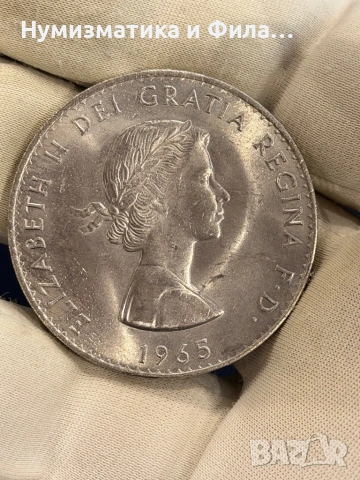 Нумизматика и Фила...
ELIZABETH II DEI GRATIA REGINA F. D.
1965
BAZAR